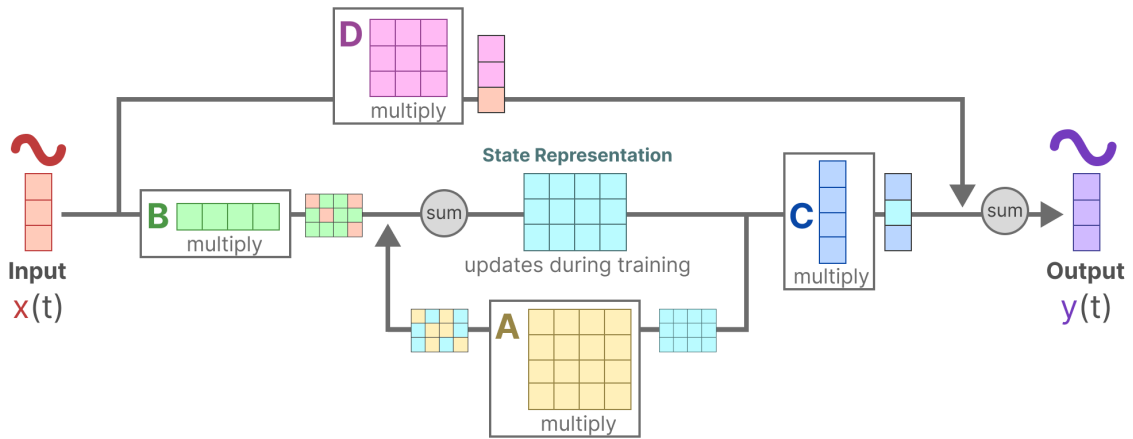 D
multiply
State Representation
B
multiply
sum
updates during training
C
multiply
sum
Input
x(t)
Output
y(t)
A
multiply